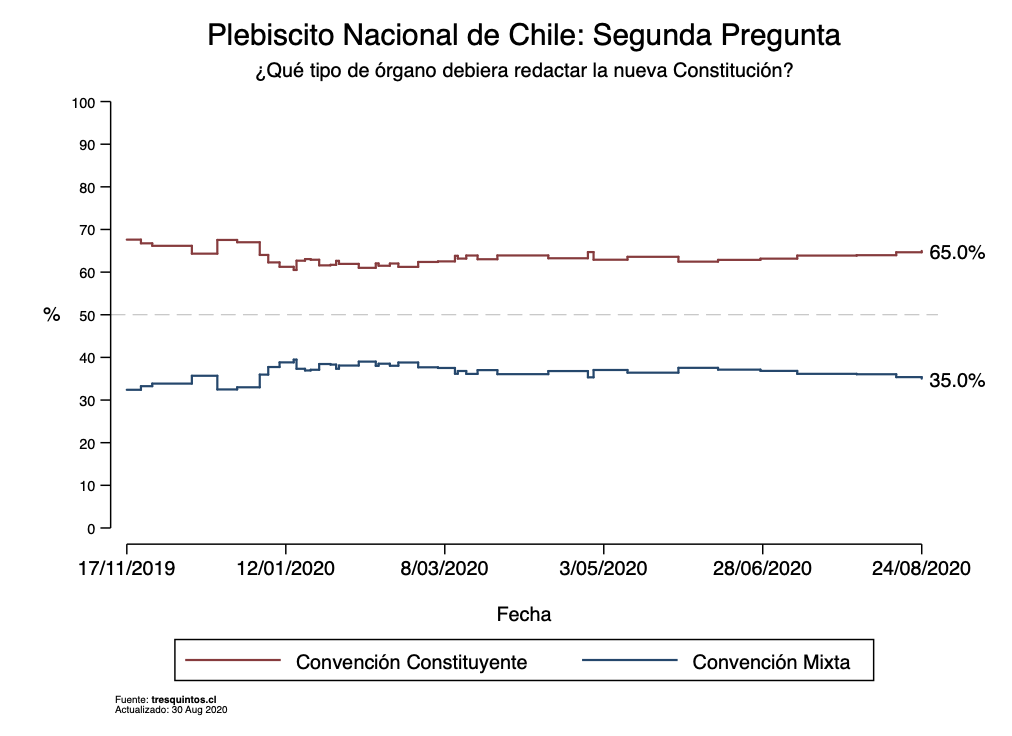 Plebiscito Nacional de Chile: Segunda Pregunta
¿Qué tipo de órgano debiera redactar la nueva Constitución?
100
90
80
70
60
50
40
30
20
10
0
%
65.0%
35.0%
17/11/2019 12/01/2020 8/03/2020 3/05/2020 28/06/2020 24/08/2020
Fecha
Convención Constituyente Convención Mixta
Fuente: tresquintos.cl
Actualizado: 30 Aug 2020